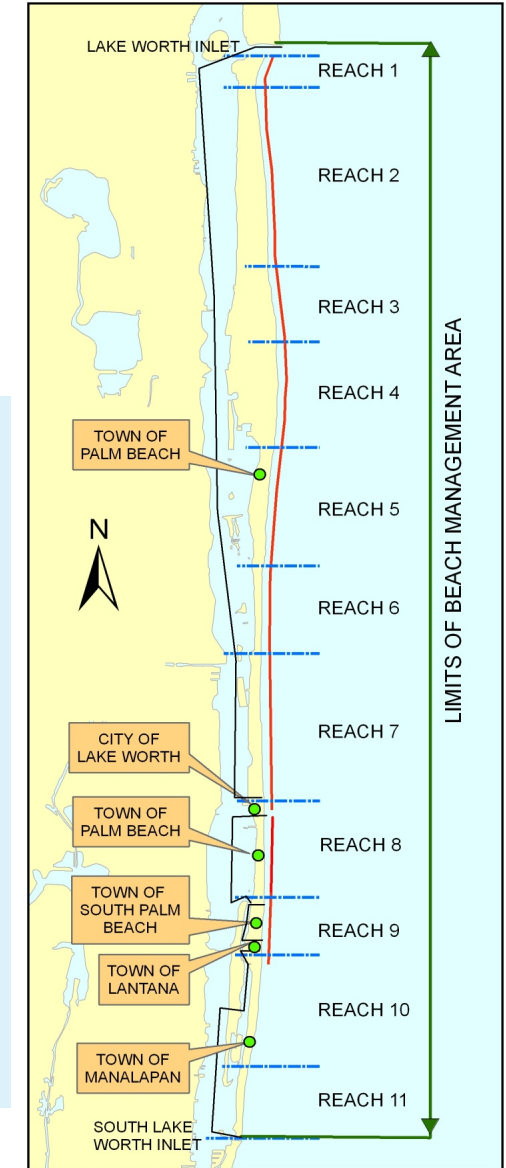 LAKE WORTH INLET
REACH 1
REACH 2
REACH 3
REACH 4
TOWN OF
PALM BEACH
REACH 5
N
REACH 6
LIMITS OF BEACH MANAGEMENT AREA
REACH 7
CITY OF
LAKE WORTH
TOWN OF
PALM BEACH
REACH 8
TOWN OF
SOUTH PALM
BEACH
REACH 9
TOWN OF
LANTANA
REACH 10
TOWN OF
MANALAPAN
REACH 11
SOUTH LAKE
WORTH INLET